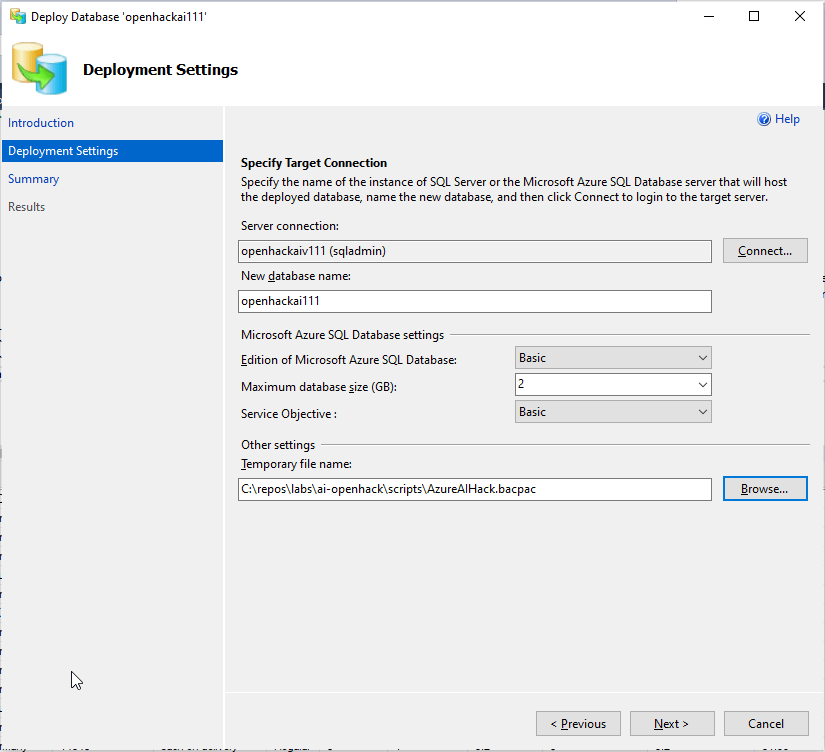 Deploy Database 'openhackai111'
Deployment Settings
Introduction
Deployment Settings
Summary
Results
Help
Specify Target Connection
Specify the name of the instance of SQL Server or the Microsoft Azure SQL Database server that will host
the deployed database, name the new database, and then click Connect to login to the target server.
Server connection:
openhackaiv111 (sqladmin)
Connect...
New database name:
openhackai111
Microsoft Azure SQL Database settings
Edition of Microsoft Azure SQL Database:
Basic
Maximum database size (GB):
2
Service Objective :
Basic
Other settings
Temporary file name:
C:\repos\labs\ai-openhack\scripts\AzureAIHack.bacpac
Browse...
< Previous
Next >
Cancel